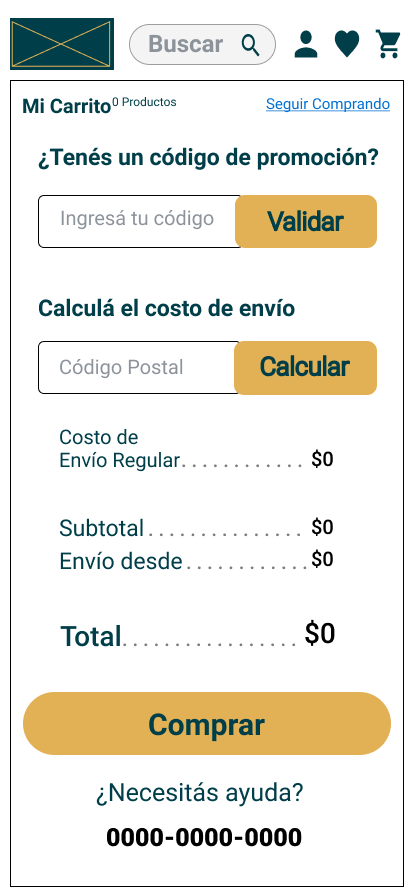 Buscar
Mi Carrito 0 Productos Seguir Comprando
¿Tenés un código de promoción?
Ingresá tu código Validar
Calculá el costo de envío
Código Postal Calcular
Costo de
Envío Regular............ $0
Subtotal.............. $0
Envío desde........... $0
Total................ $0
Comprar
¿Necesitás ayuda?
0000-0000-0000